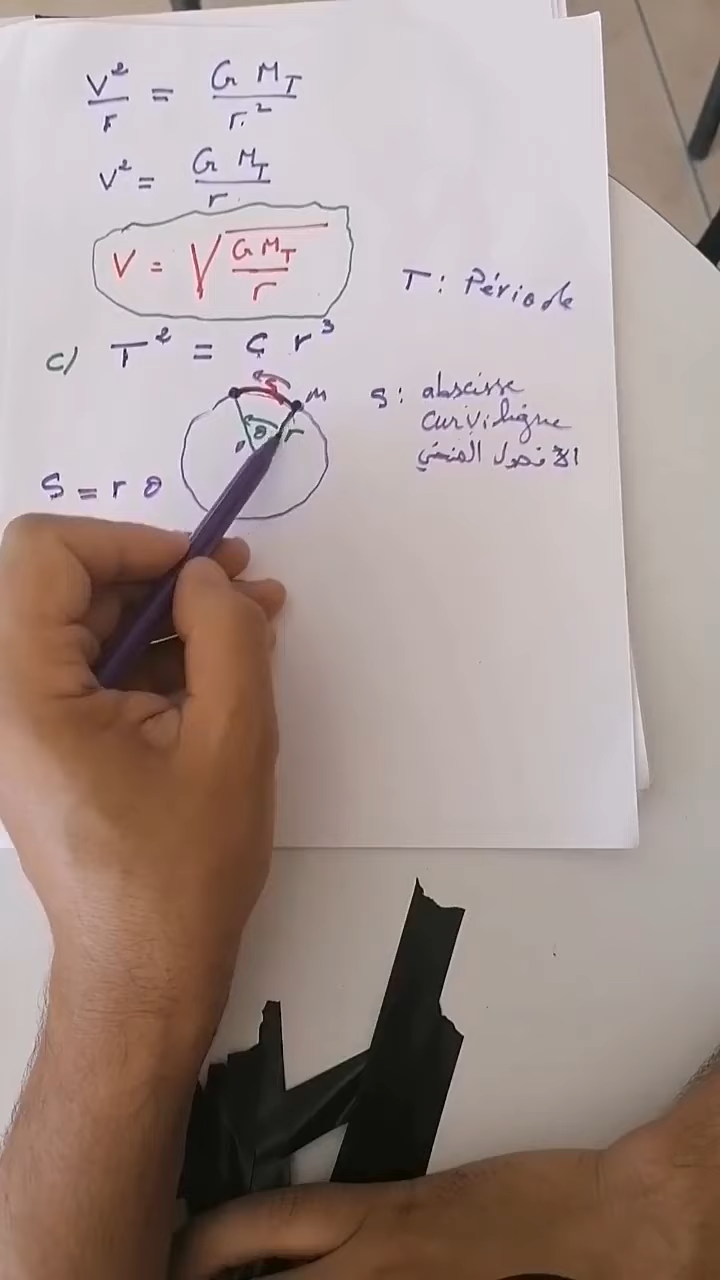 V² / r = G M_T / r²
V² = G M_T / r
V = √(G M_T / r)
T : Période
c) T² = C r³
S
M
S : abscisse
curviligne
الأفصول المنحني
θ
r
o
S = r θ